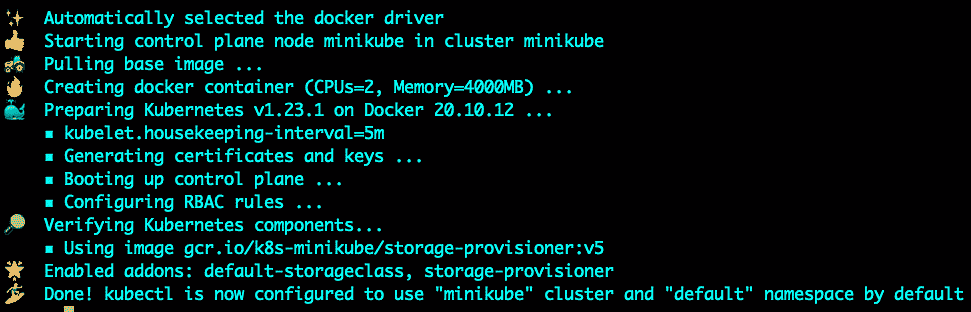 Automatically selected the docker driver
Starting control plane node minikube in cluster minikube
Pulling base image ...
Creating docker container (CPUs=2, Memory=4000MB) ...
Preparing Kubernetes v1.23.1 on Docker 20.10.12 ...
▪ kubelet.housekeeping-interval=5m
▪ Generating certificates and keys ...
▪ Booting up control plane ...
▪ Configuring RBAC rules ...
Verifying Kubernetes components...
▪ Using image gcr.io/k8s-minikube/storage-provisioner:v5
Enabled addons: default-storageclass, storage-provisioner
Done! kubectl is now configured to use "minikube" cluster and "default" namespace by default